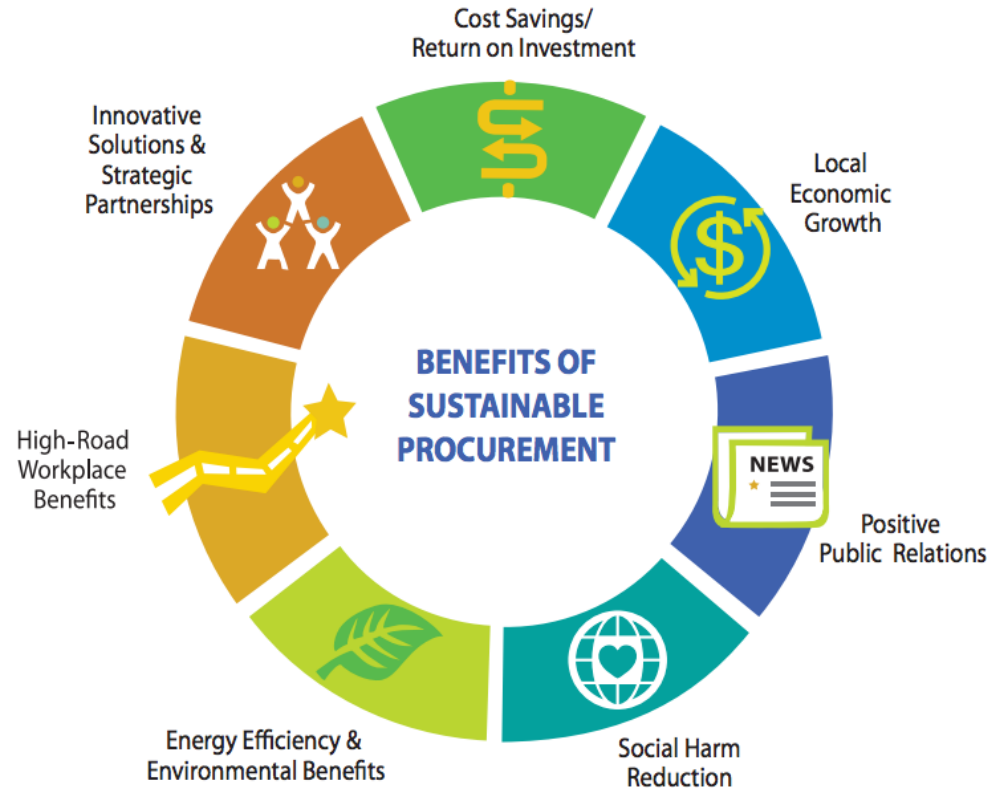 Cost Savings/
Return on Investment
Innovative
Solutions &
Strategic
Partnerships
Local
Economic
Growth
$
BENEFITS OF
SUSTAINABLE
PROCUREMENT
High-Road
Workplace
Benefits
NEWS
Positive
Public Relations
Energy Efficiency &
Environmental Benefits
Social Harm
Reduction